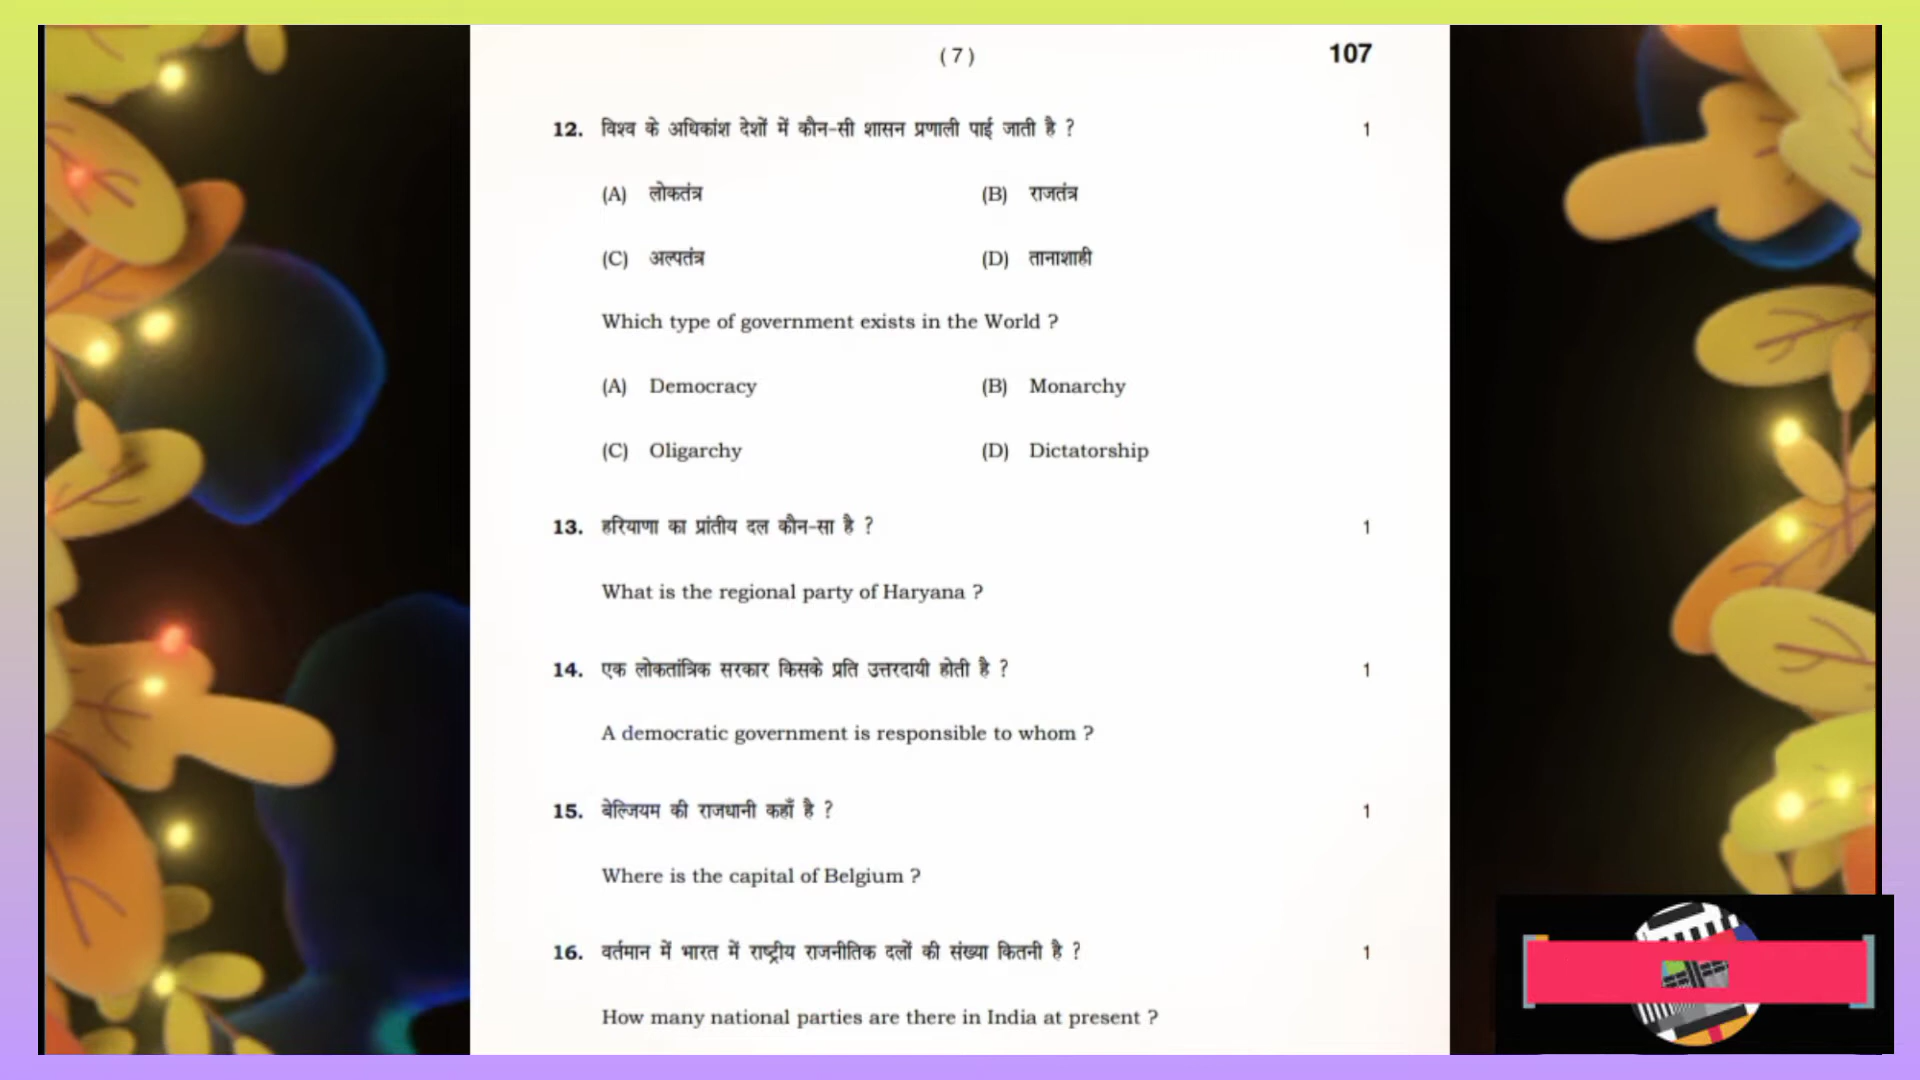 (7) 107
12. विश्व के अधिकांश देशों में कौन-सी शासन प्रणाली पाई जाती है ? 1
(A) लोकतंत्र (B) राजतंत्र
(C) अल्पतंत्र (D) तानाशाही
Which type of government exists in the World ?
(A) Democracy (B) Monarchy
(C) Oligarchy (D) Dictatorship
13. हरियाणा का प्रांतीय दल कौन-सा है ? 1
What is the regional party of Haryana ?
14. एक लोकतांत्रिक सरकार किसके प्रति उत्तरदायी होती है ? 1
A democratic government is responsible to whom ?
15. बेल्जियम की राजधानी कहाँ है ? 1
Where is the capital of Belgium ?
16. वर्तमान में भारत में राष्ट्रीय राजनीतिक दलों की संख्या कितनी है ? 1
How many national parties are there in India at present ?